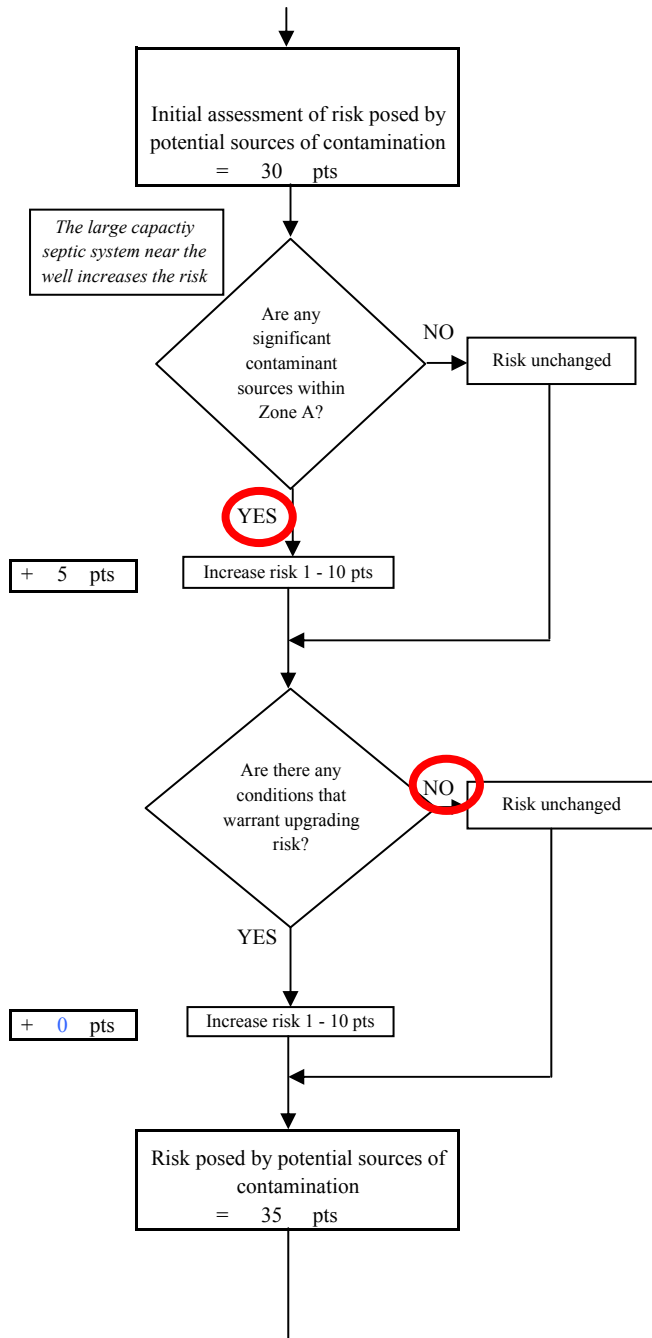 Initial assessment of risk posed by
potential sources of contamination
= 30 pts
The large capactiy
septic system near the
well increases the risk
Are any
significant
contaminant
sources within
Zone A?
NO
Risk unchanged
YES
+ 5 pts
Increase risk 1 - 10 pts
Are there any
conditions that
warrant upgrading
risk?
NO
Risk unchanged
YES
+ 0 pts
Increase risk 1 - 10 pts
Risk posed by potential sources of
contamination
= 35 pts